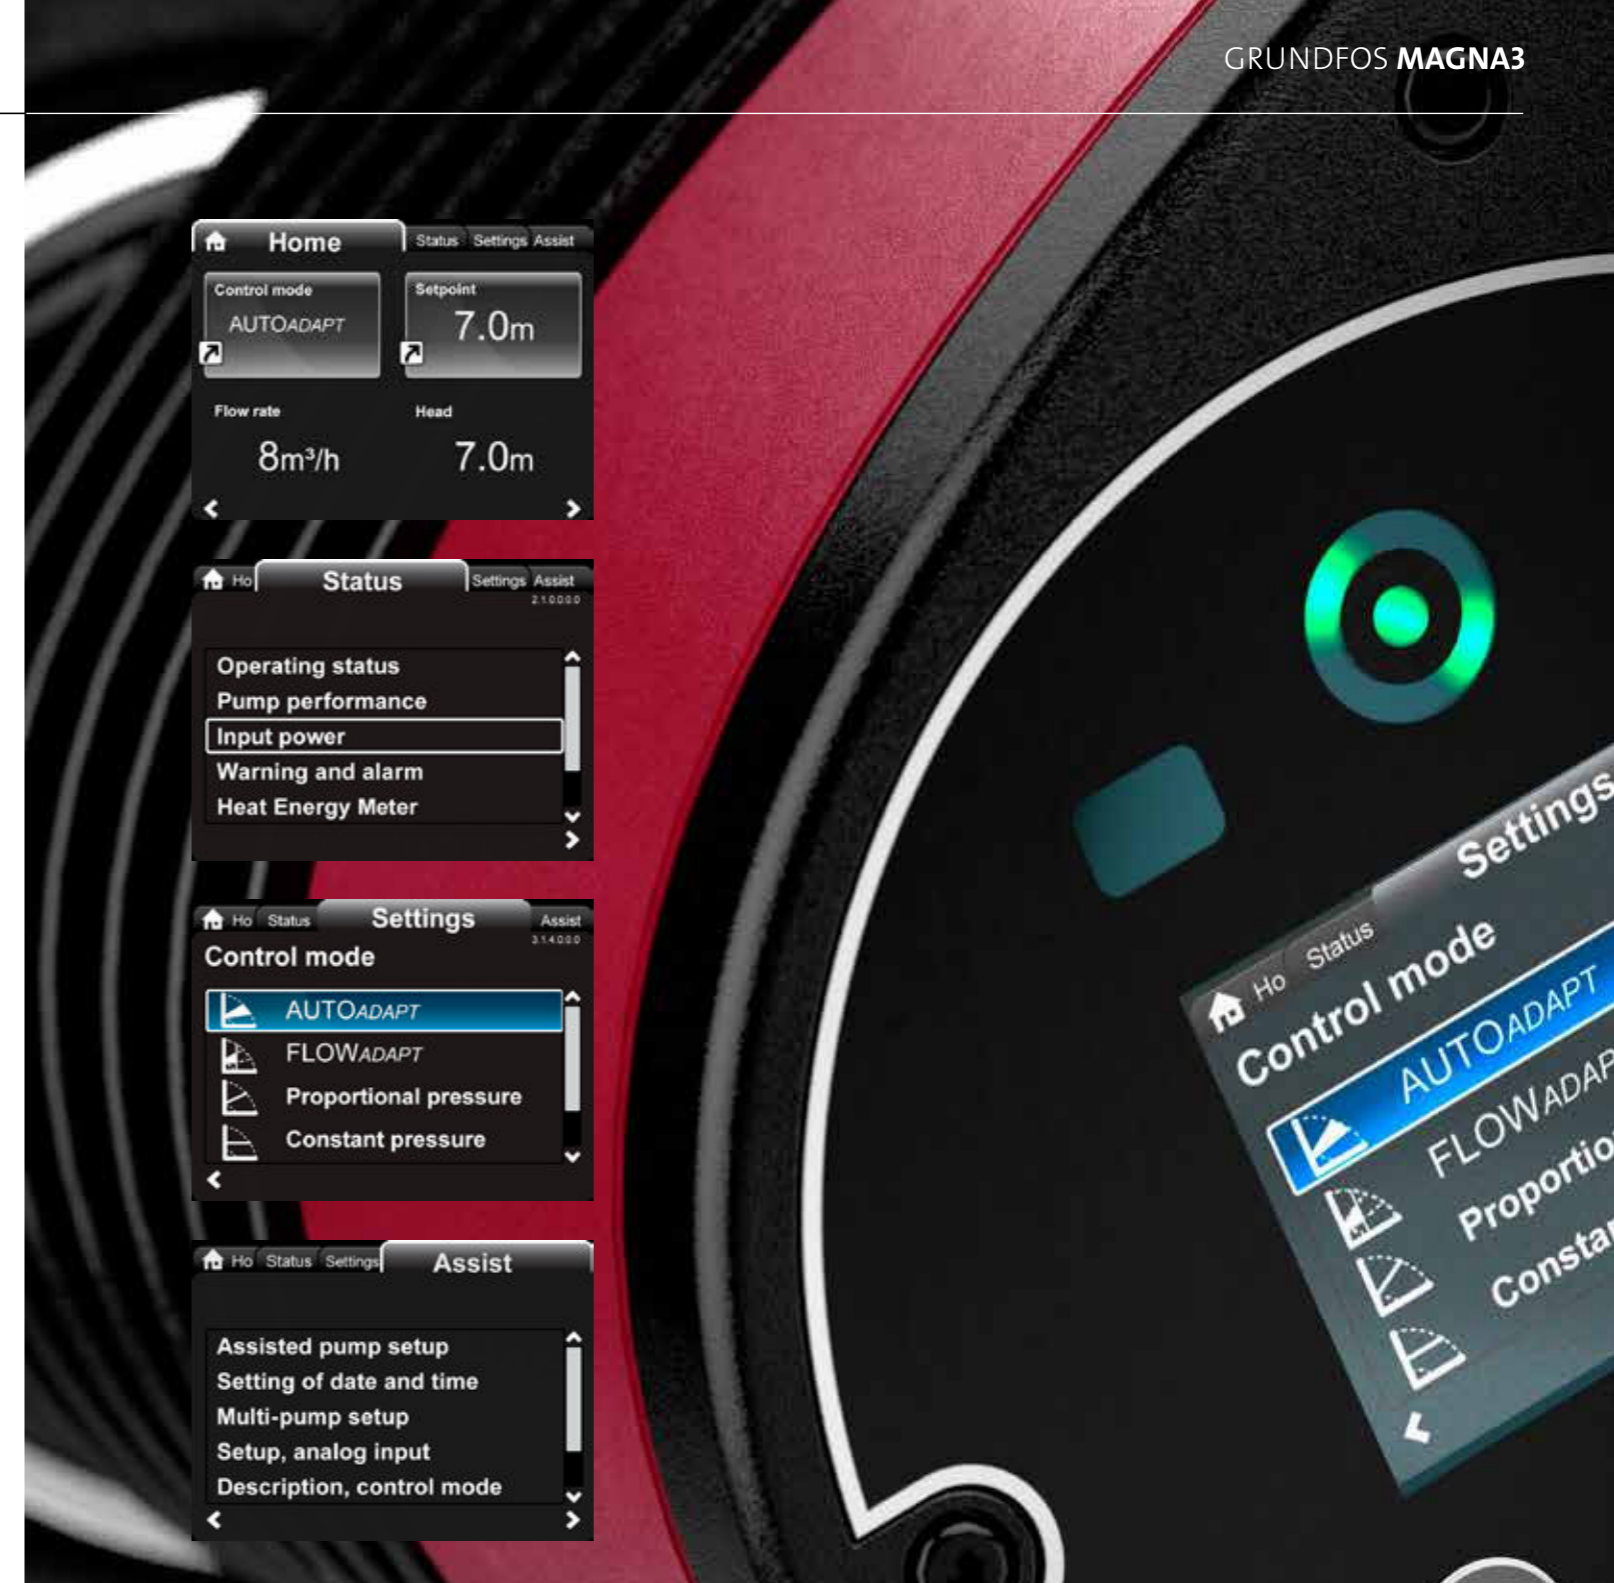 GRUNDFOS MAGNA3
Home Status Settings Assist
Control mode Setpoint
AUTOADAPT 7.0m
Flow rate Head
8m³/h 7.0m
Ho Status Settings Assist
2.1.0.0.0.0
Operating status
Pump performance
Input power
Warning and alarm
Heat Energy Meter
Ho Status Settings Assist
3.1.4.0.0.0
Control mode
AUTOADAPT
FLOWADAPT
Proportional pressure
Constant pressure
Ho Status Settings Assist
Assisted pump setup
Setting of date and time
Multi-pump setup
Setup, analog input
Description, control mode
Ho Status Settings
Control mode
AUTOADAPT
FLOWADAP
Proportio
Consta